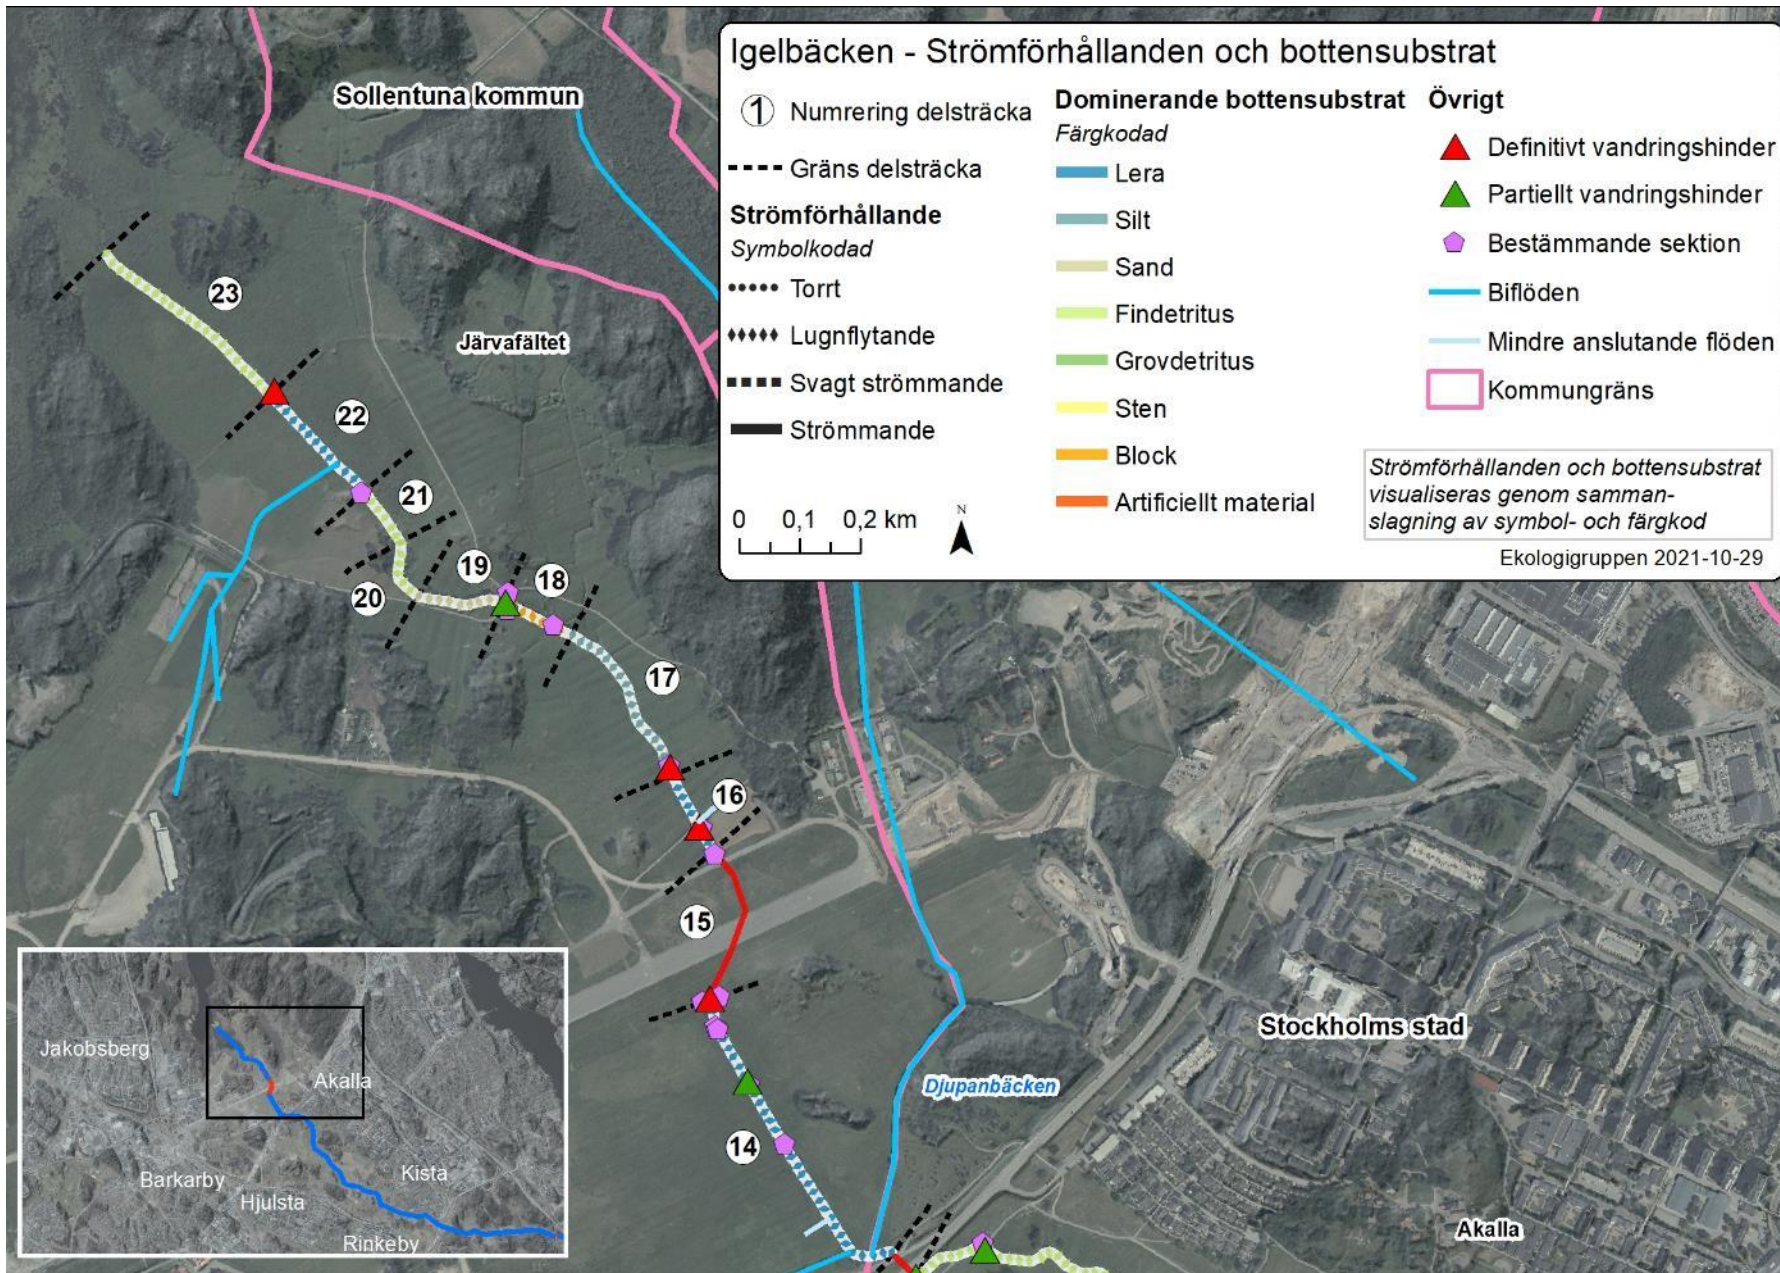 Igelbäcken - Strömförhållanden och bottensubstrat
1 Numrering delsträcka
Gräns delsträcka
Strömförhållande
Symbolkodad
Torrt
Lugnflytande
Svagt strömmande
Strömmande
0 0,1 0,2 km
N
Dominerande bottensubstrat
Färgkodad
Lera
Silt
Sand
Findetritus
Grovdetritus
Sten
Block
Artificiellt material
Övrigt
Definitivt vandringshinder
Partiellt vandringshinder
Bestämmande sektion
Biflöden
Mindre anslutande flöden
Kommungräns
Strömförhållanden och bottensubstrat
visualiseras genom samman-
slagning av symbol- och färgkod
Ekologigruppen 2021-10-29
Sollentuna kommun
23
Järvafältet
22
21
19
18
20
17
16
15
Stockholms stad
Djupanbäcken
14
Akalla
Jakobsberg
Akalla
Barkarby
Kista
Hjulsta
Rinkeby